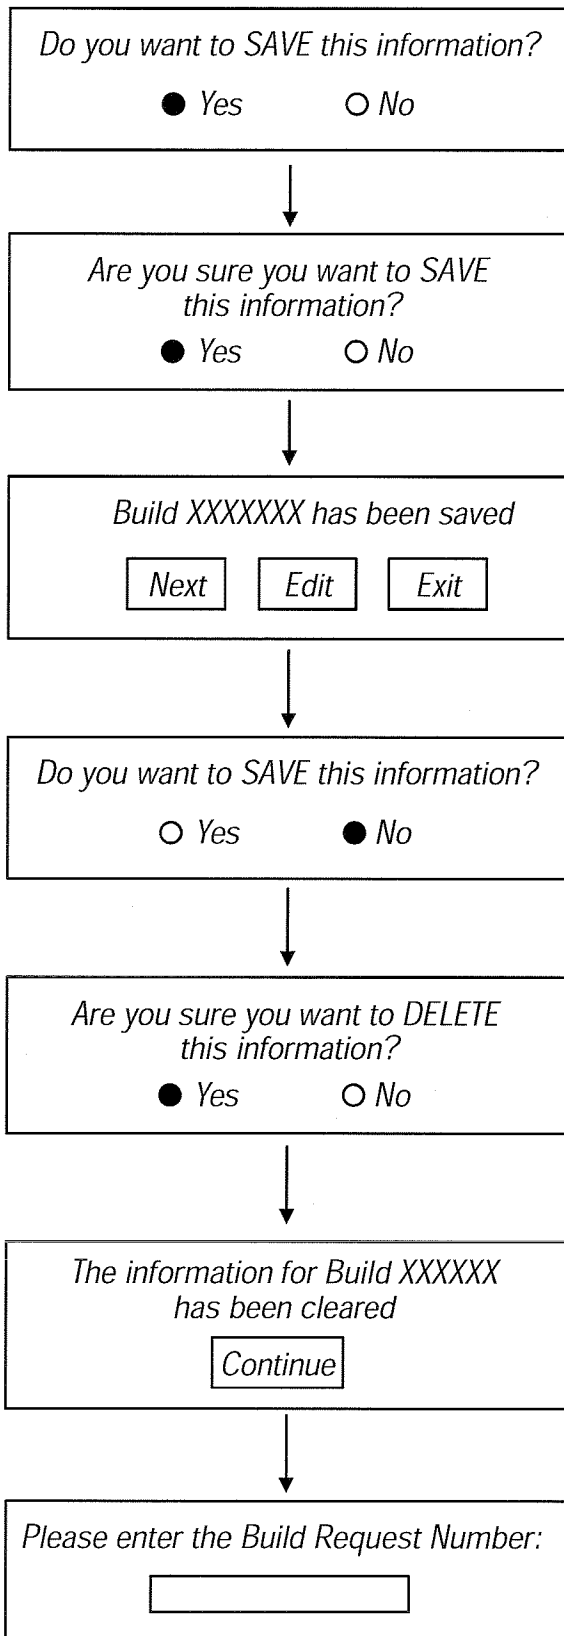 Do you want to SAVE this information?
Yes No
Are you sure you want to SAVE
this information?
Yes No
Build XXXXXXX has been saved
Next Edit Exit
Do you want to SAVE this information?
Yes No
Are you sure you want to DELETE
this information?
Yes No
The information for Build XXXXXX
has been cleared
Continue
Please enter the Build Request Number: